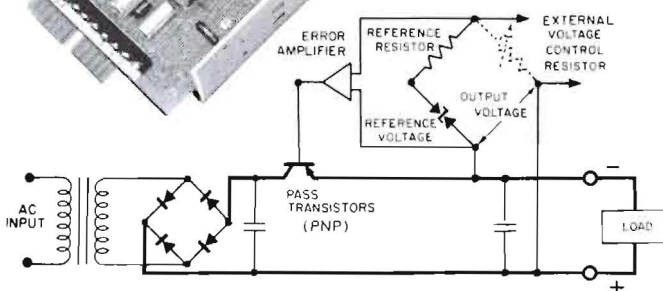 ERROR
AMPLIFIER
REFERENCE
RESISTOR
EXTERNAL
VOLTAGE
CONTROL
RESISTOR
OUTPUT
VOLTAGE
REFERENCE
VOLTAGE
PASS
TRANSISTORS
(PNP)
AC
INPUT
−
LOAD
+